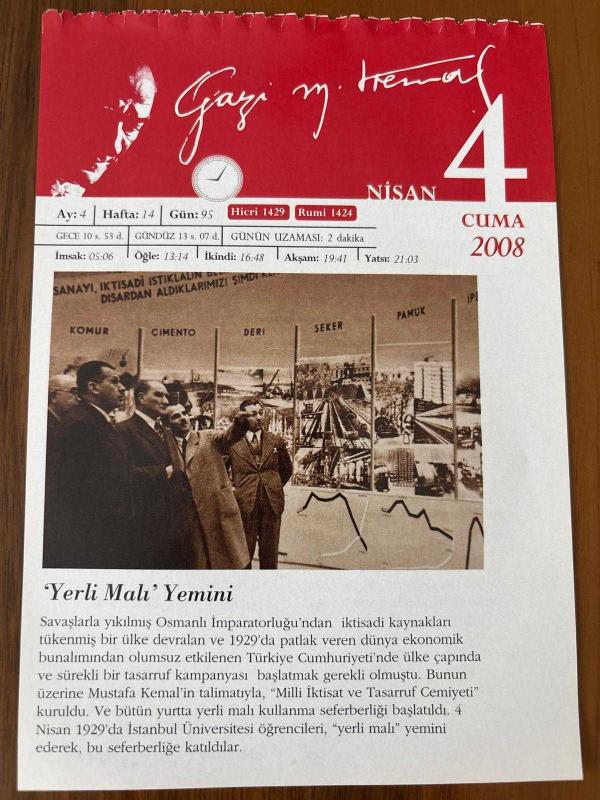 Gazi M. Kemal
NİSAN 4
CUMA
2008
Ay: 4 Hafta: 14 Gün: 95 Hicri 1429 Rumi 1424
GECE 10 s. 53 d. GÜNDÜZ 13 s. 07 d. GÜNÜN UZAMASI: 2 dakika
İmsak: 05:06 Öğle: 13:14 İkindi: 16:48 Akşam: 19:41 Yatsı: 21:03
SANAYI, IKTISADI ISTIKLALIN
DIŞARDAN ALDIKLARIMIZI ŞIMDI
KOMUR ÇIMENTO DERI SEKER PAMUK
'Yerli Malı' Yemini
Savaşlarla yıkılmış Osmanlı İmparatorluğu'ndan iktisadi kaynakları
tükenmiş bir ülke devralan ve 1929'da patlak veren dünya ekonomik
bunalımından olumsuz etkilenen Türkiye Cumhuriyeti'nde ülke çapında
ve sürekli bir tasarruf kampanyası başlatmak gerekli olmuştu. Bunun
üzerine Mustafa Kemal'in talimatıyla, “Milli İktisat ve Tasarruf Cemiyeti”
kuruldu. Ve bütün yurtta yerli malı kullanma seferberliği başlatıldı. 4
Nisan 1929'da İstanbul Üniversitesi öğrencileri, “yerli malı” yemini
ederek, bu seferberliğe katıldılar.